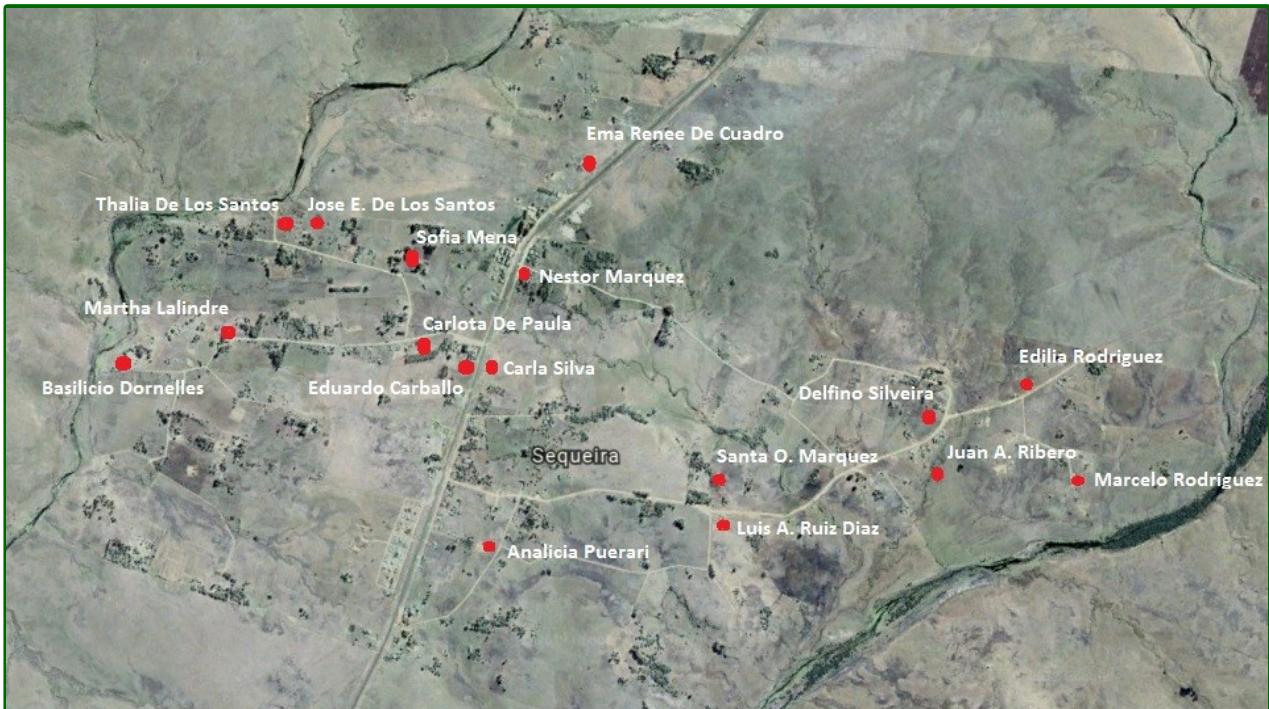 Ema Renee De Cuadro
Thalia De Los Santos
Jose E. De Los Santos
Sofia Mena
Nestor Marquez
Martha Lalindre
Carlota De Paula
Basilicio Dornelles
Eduardo Carballo
Carla Silva
Edilia Rodriguez
Delfino Silveira
Sequeira
Santa O. Marquez
Juan A. Ribero
Marcelo Rodriguez
Luis A. Ruiz Diaz
Analicia Puerari